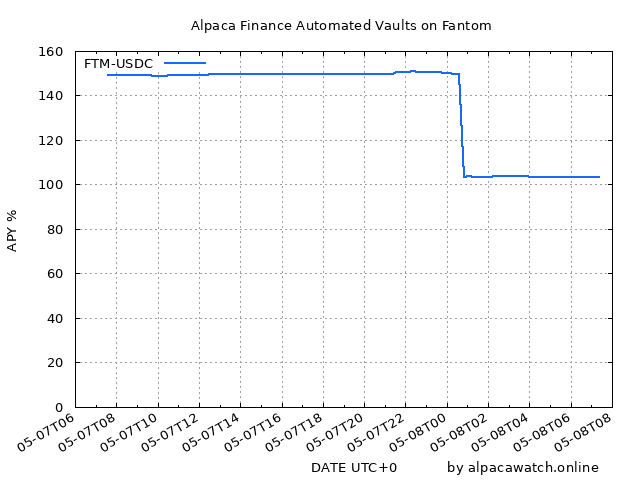 Alpaca Finance Automated Vaults on Fantom
160
FTM-USDC
140
120
100
80
60
40
20
0
APY %
05-07T06
05-07T08
05-07T10
05-07T12
05-07T14
05-07T16
05-07T18
05-07T20
05-07T22
05-08T00
05-08T02
05-08T04
05-08T06
05-08T08
DATE UTC+0
by alpacawatch.online